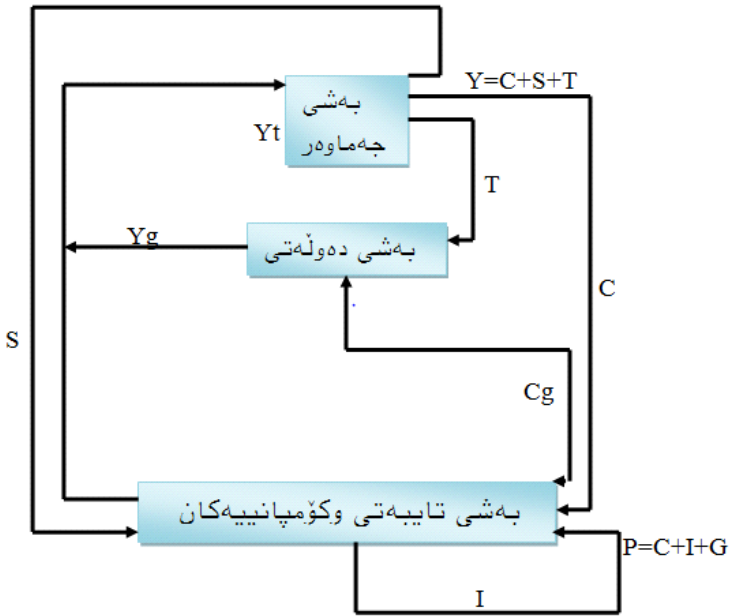 Y=C+S+T
بەشی
جەماوەر
Yt
T
Yg
بەشی دەوڵەتی
C
S
Cg
بەشی تایبەتی وکۆمپانییەکان
P=C+I+G
I